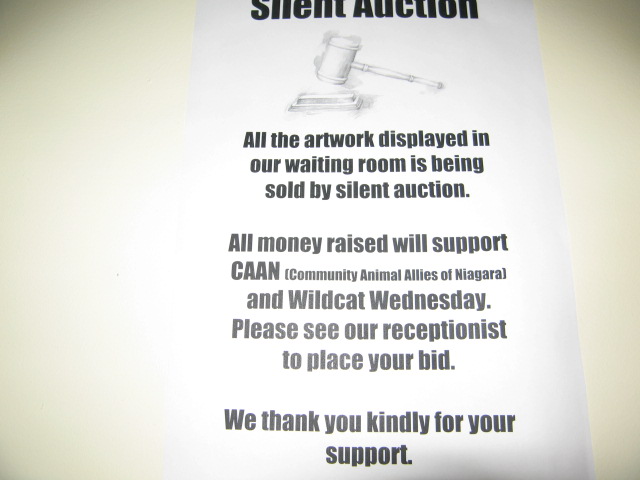 Silent Auction
All the artwork displayed in
our waiting room is being
sold by silent auction.
All money raised will support
CAAN (Community Animal Allies of Niagara)
and Wildcat Wednesday.
Please see our receptionist
to place your bid.
We thank you kindly for your
support.